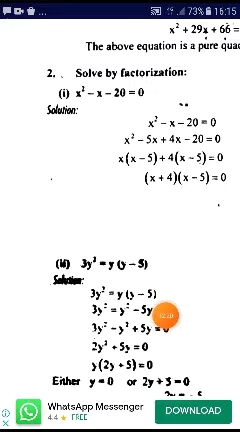 73% 16:15
x² + 29x + 66 =
The above equation is a pure quad
2. Solve by factorization:
(i) x² - x - 20 = 0
Solution:
x² - x - 20 = 0
x² - 5x + 4x - 20 = 0
x(x - 5) + 4(x - 5) = 0
(x + 4)(x - 5) = 0
(ii) 3y² = y (y - 5)
Solution:
3y² = y (y - 5)
3y² = y² - 5y
3y² - y² + 5y = 0
2y² + 5y = 0
y(2y + 5) = 0
Either y = 0 or 2y + 5 = 0
WhatsApp Messenger
4.4 ★ FREE
DOWNLOAD